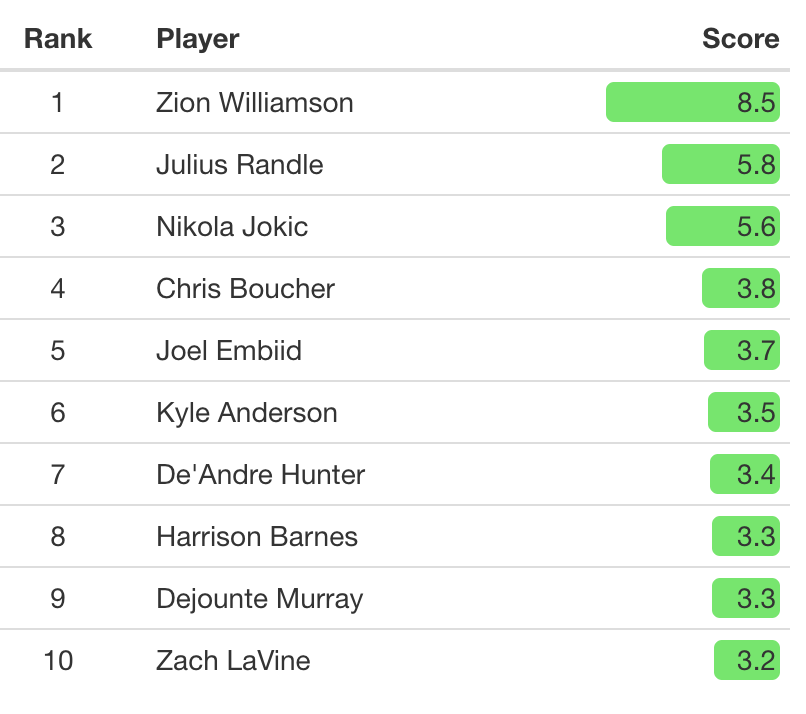 Rank Player Score
1 Zion Williamson 8.5
2 Julius Randle 5.8
3 Nikola Jokic 5.6
4 Chris Boucher 3.8
5 Joel Embiid 3.7
6 Kyle Anderson 3.5
7 De'Andre Hunter 3.4
8 Harrison Barnes 3.3
9 Dejounte Murray 3.3
10 Zach LaVine 3.2